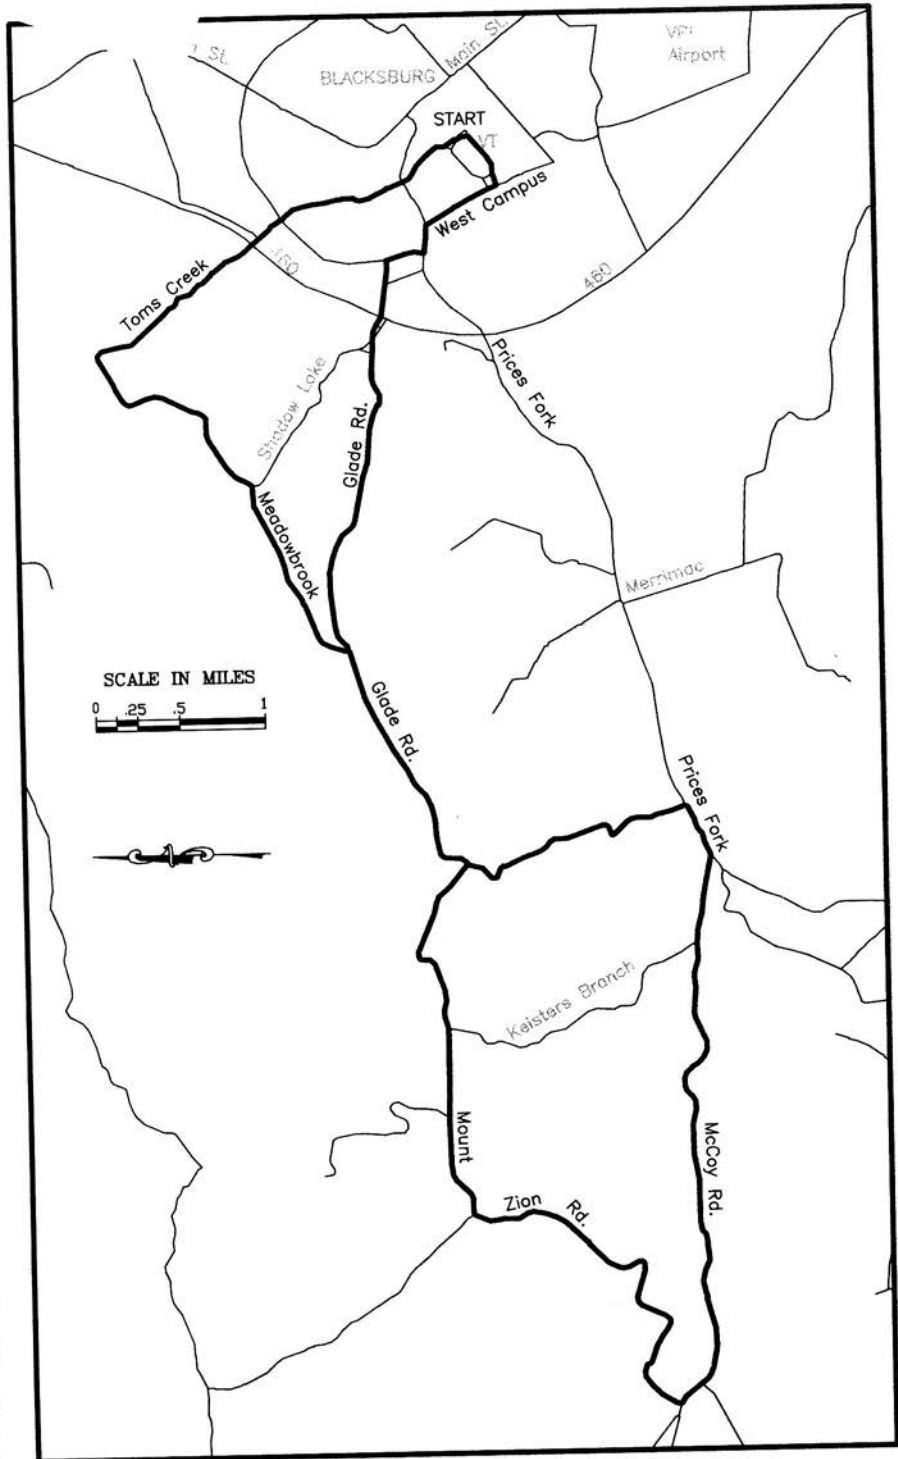 St.
Main St.
VPI
Airport
BLACKSBURG
START
VT
West Campus
460
460
Toms Creek
Prices Fork
Shadow Lake
Glade Rd.
Meadowbrook
Merrimac
SCALE IN MILES
0 .25 .5 1
Glade Rd.
Prices Fork
Keisters Branch
Mount
Zion Rd.
McCoy Rd.